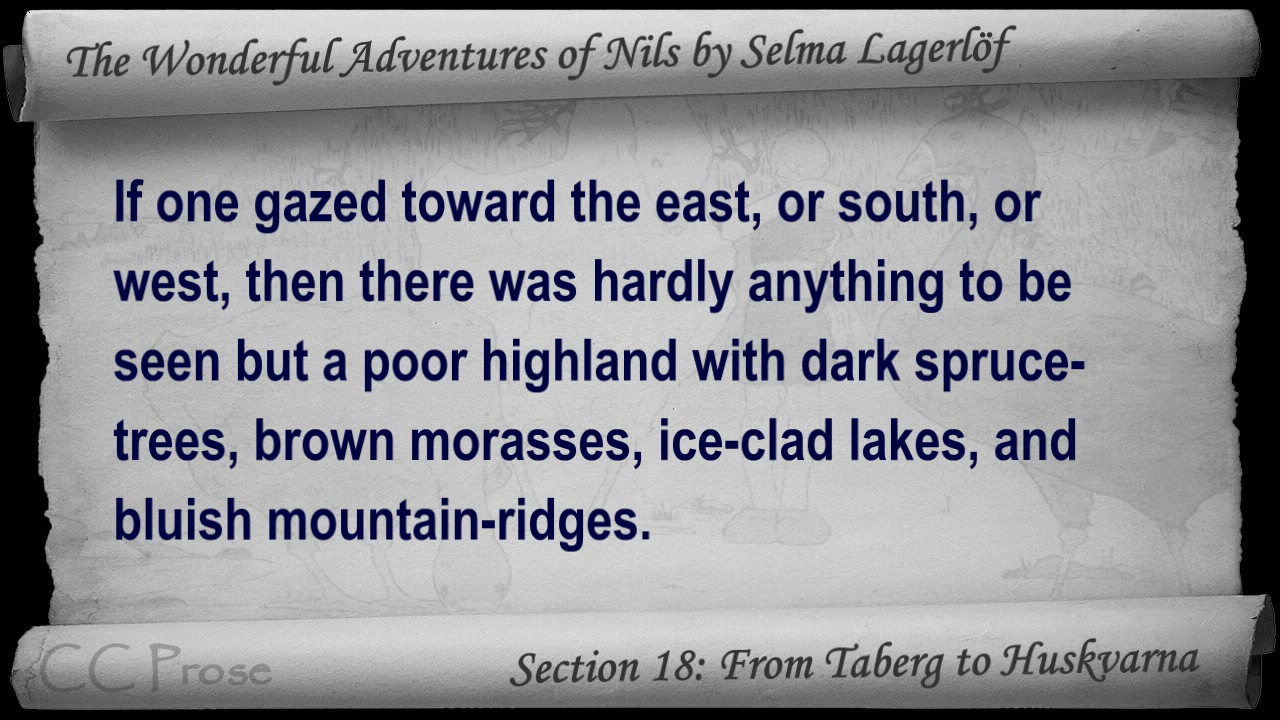 The Wonderful Adventures of Nils by Selma Lagerlöf
If one gazed toward the east, or south, or
west, then there was hardly anything to be
seen but a poor highland with dark spruce-
trees, brown morasses, ice-clad lakes, and
bluish mountain-ridges.
CC Prose
Section 18: From Taberg to Huskvarna